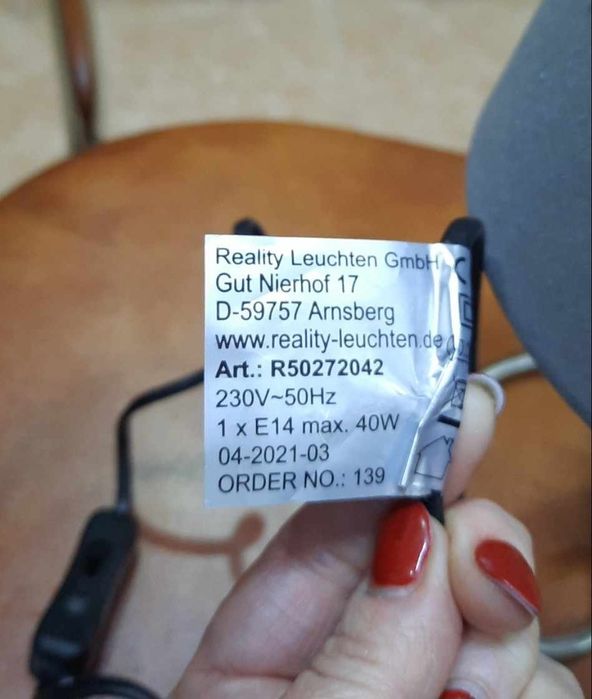 Reality Leuchten GmbH
Gut Nierhof 17
D-59757 Arnsberg
www.reality-leuchten.de
Art.: R50272042
230V~50Hz
1 x E14 max. 40W
04-2021-03
ORDER NO.: 139